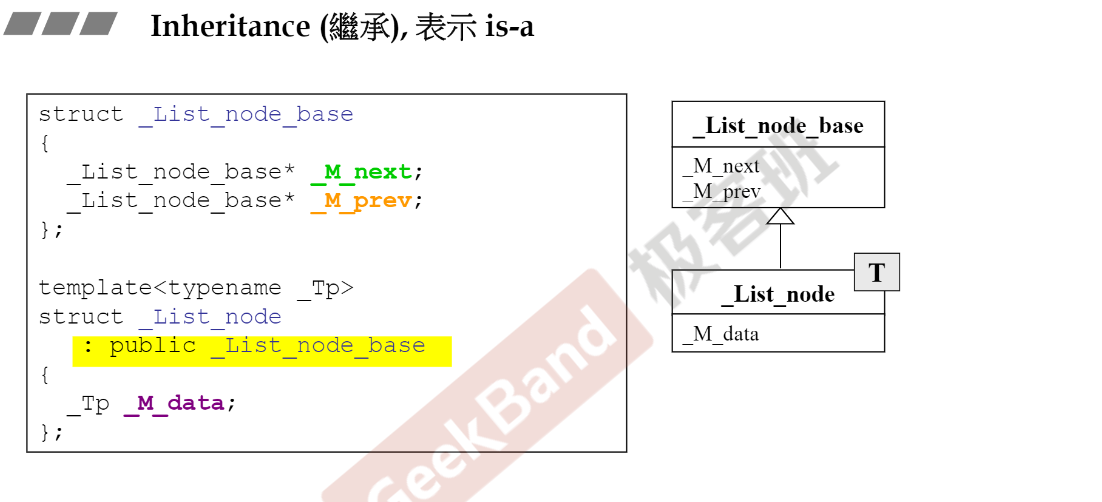 Inheritance (繼承), 表示 is-a
struct _List_node_base
{
_List_node_base* _M_next;
_List_node_base* _M_prev;
};
template<typename _Tp>
struct _List_node
: public _List_node_base
{
_Tp _M_data;
};
_List_node_base
_M_next
_M_prev
T
_List_node
_M_data
GeekBand 极客班